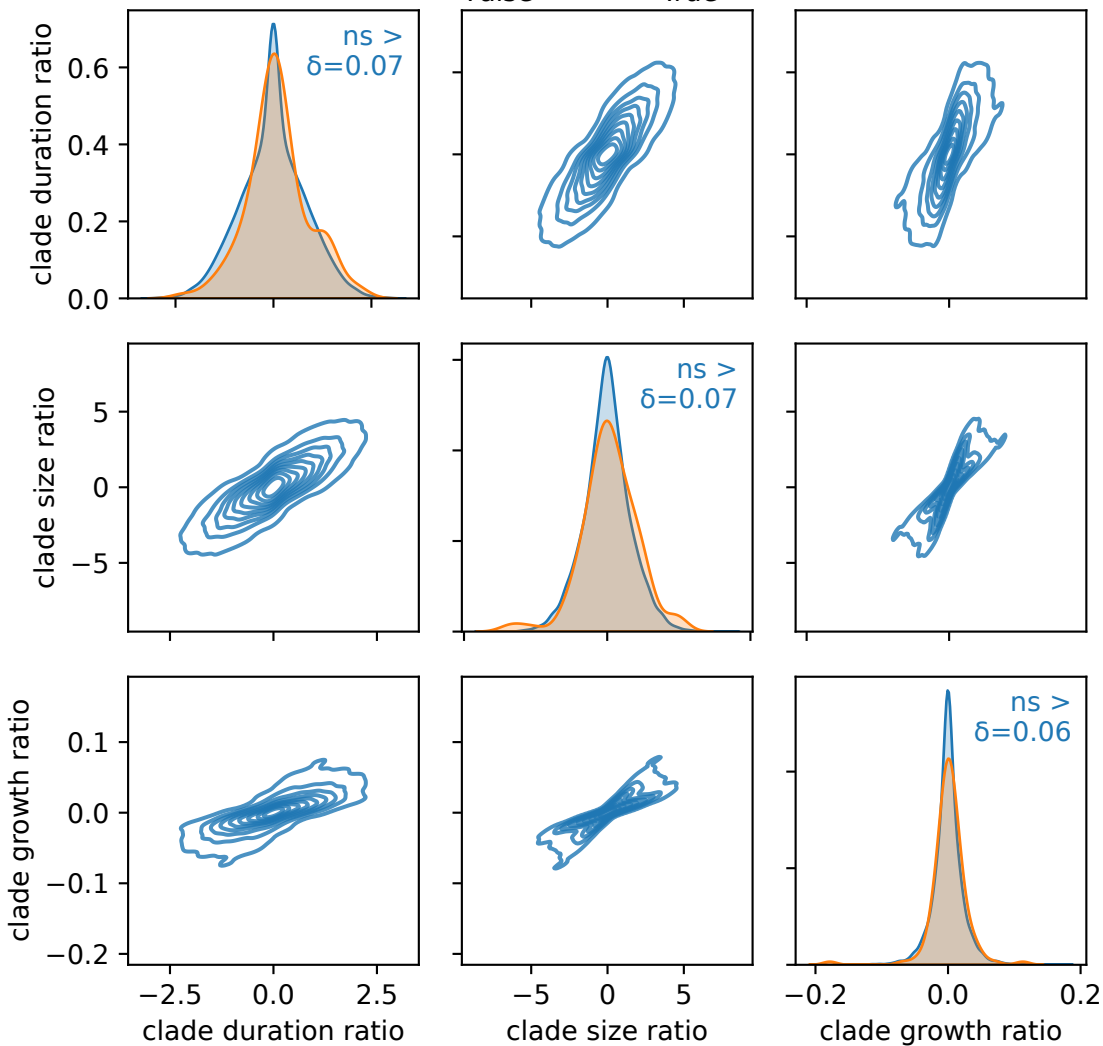 clade duration ratio
0.6
0.4
0.2
0.0
ns >
δ=0.07
clade size ratio
5
0
−5
ns >
δ=0.07
clade growth ratio
0.1
0.0
−0.1
−0.2
ns >
δ=0.06
−2.5 0.0 2.5
−5 0 5
−0.2 0.0 0.2
clade duration ratio
clade size ratio
clade growth ratio